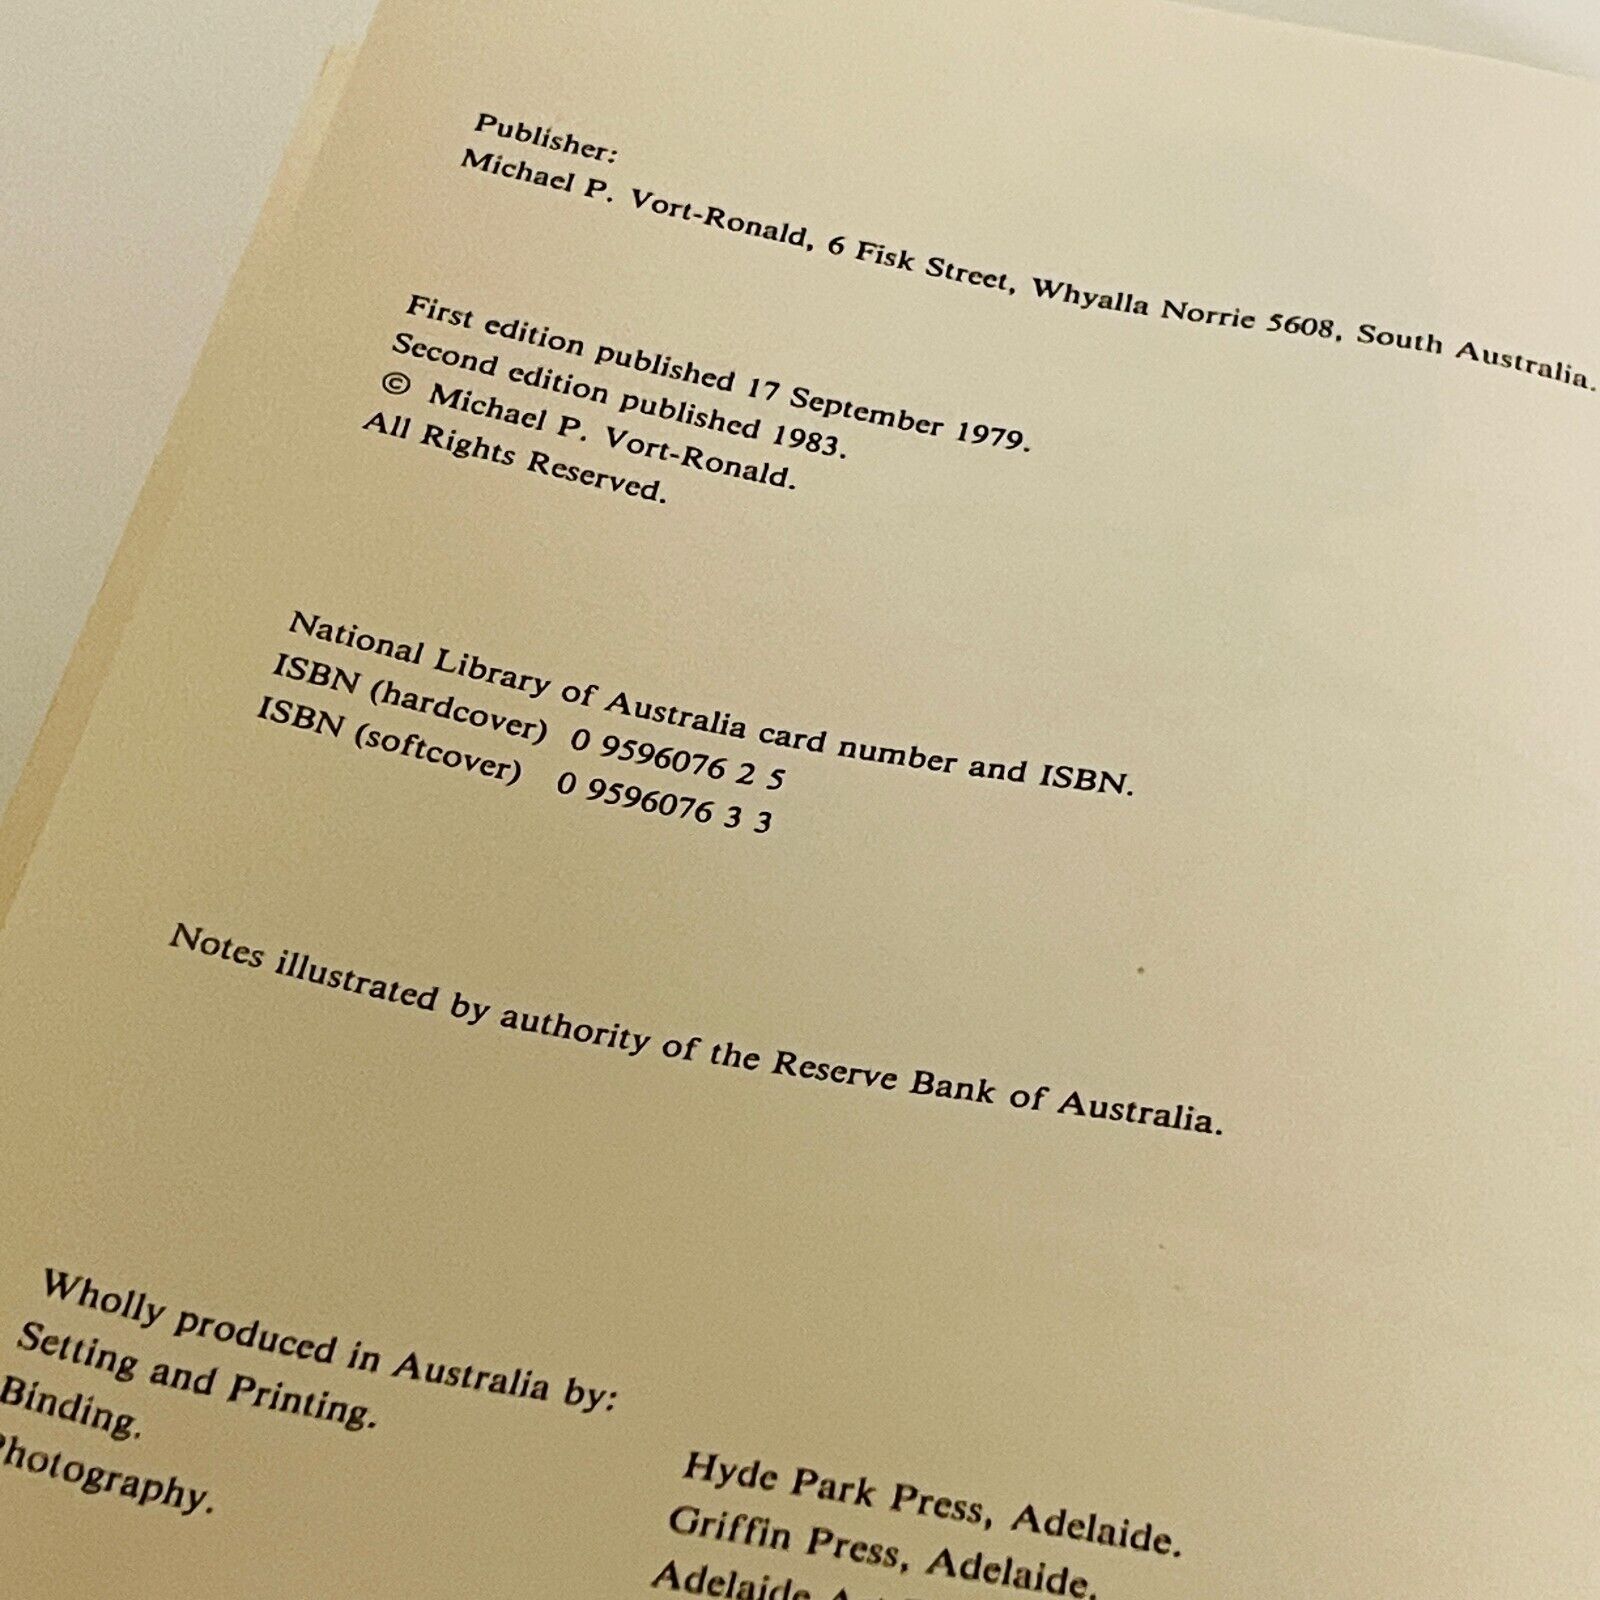 Publisher:
Michael P. Vort-Ronald, 6 Fisk Street, Whyalla Norrie 5608, South Australia.
First edition published 17 September 1979.
Second edition published 1983.
© Michael P. Vort-Ronald.
All Rights Reserved.
National Library of Australia card number and ISBN.
ISBN (hardcover) 0 9596076 2 5
ISBN (softcover) 0 9596076 3 3
Notes illustrated by authority of the Reserve Bank of Australia.
Wholly produced in Australia by:
Setting and Printing.
Binding.
Photography.
Hyde Park Press, Adelaide.
Griffin Press, Adelaide.
Adelaide